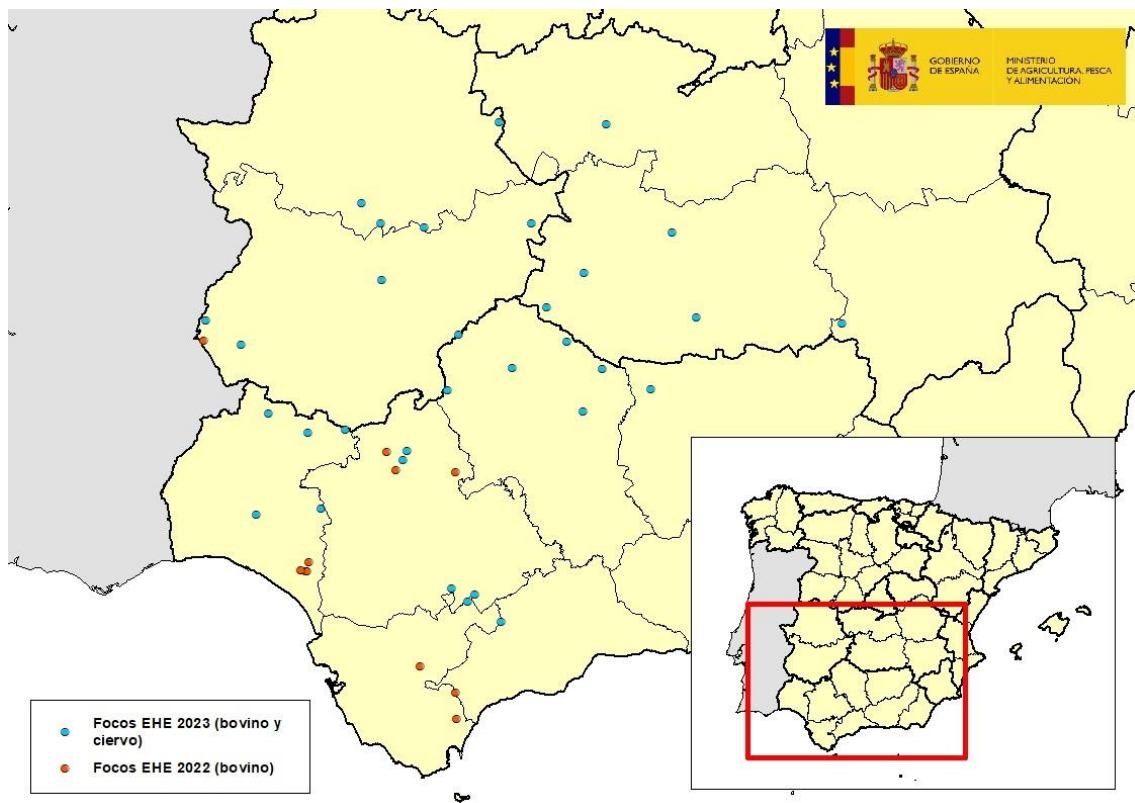 GOBIERNO
DE ESPAÑA
MINISTERIO
DE AGRICULTURA, PESCA
Y ALIMENTACIÓN
Focos EHE 2023 (bovino y
ciervo)
Focos EHE 2022 (bovino)